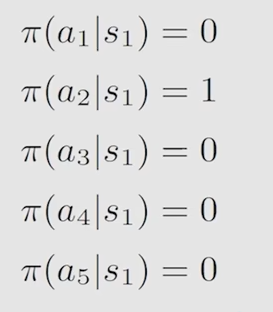 π(a₁|s₁) = 0
π(a₂|s₁) = 1
π(a₃|s₁) = 0
π(a₄|s₁) = 0
π(a₅|s₁) = 0